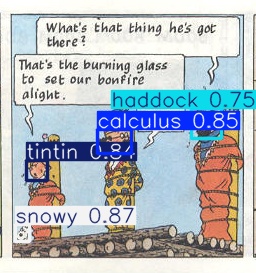 What's that thing he's got
there?
That's the burning glass
to set our bonfire
alight.
haddock 0.75
calculus 0.85
tintin 0.84
snowy 0.87